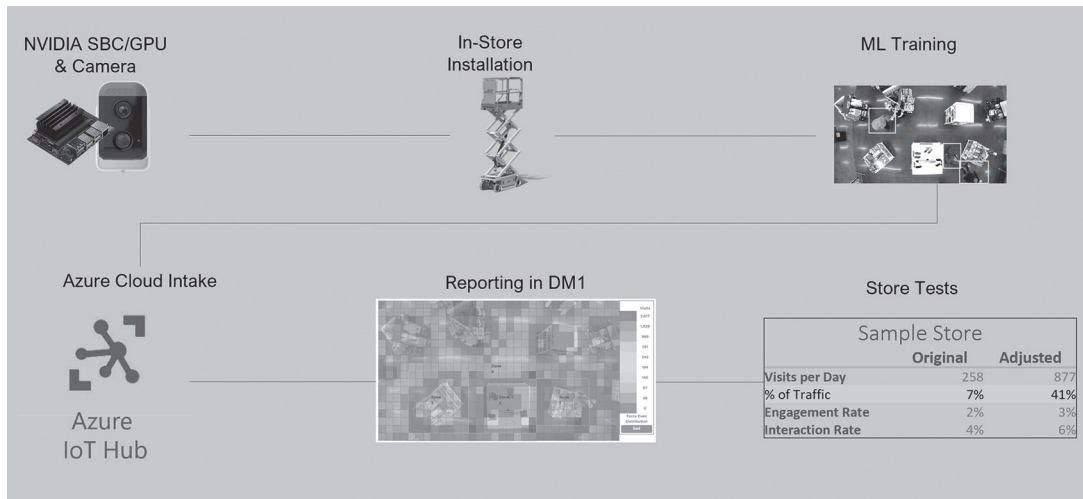 NVIDIA SBC/GPU
& Camera
In-Store
Installation
ML Training
Azure Cloud Intake
Reporting in DM1
Store Tests
Azure
IoT Hub
Visits
Sample Store
Original Adjusted
Visits per Day 258 877
% of Traffic 7% 41%
Engagement Rate 2% 3%
Interaction Rate 4% 6%